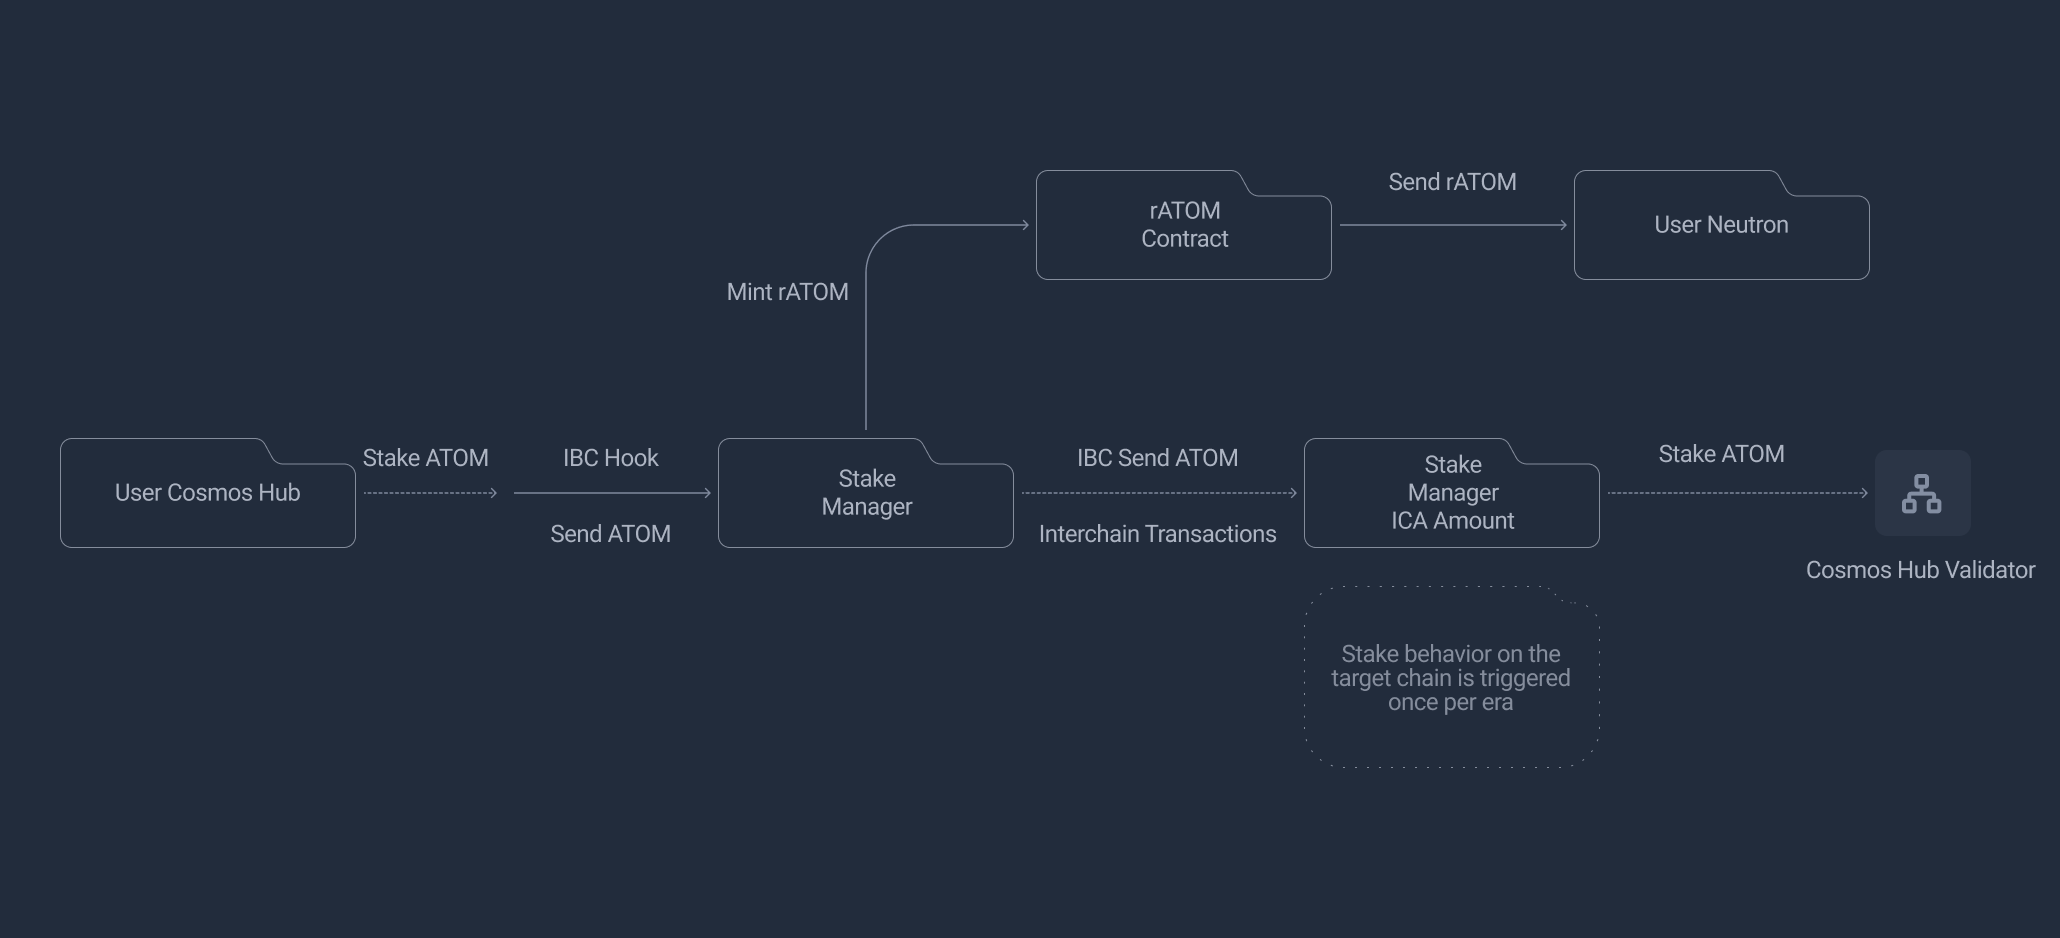 rATOM
Contract
Send rATOM
User Neutron
Mint rATOM
User Cosmos Hub
Stake ATOM
IBC Hook
Send ATOM
Stake
Manager
IBC Send ATOM
Interchain Transactions
Stake
Manager
ICA Amount
Stake ATOM
Cosmos Hub Validator
Stake behavior on the
target chain is triggered
once per era